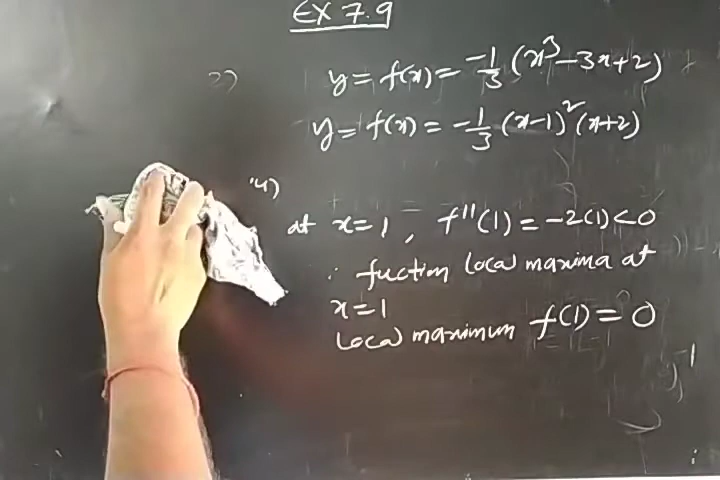 EX 7.9
y = f(x) = -1/3 (x³ - 3x + 2)
y = f(x) = -1/3 (x-1)² (x+2)
4)
at x=1, f''(1) = -2(1) < 0
∴ fuction local maxima at
x=1
Local maximum f(1) = 0